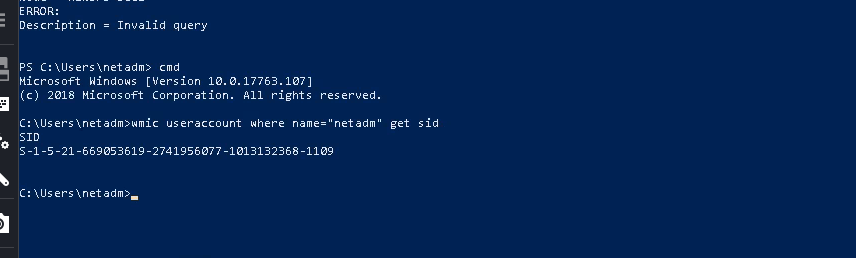 ERROR:
Description = Invalid query
PS C:\Users\netadm> cmd
Microsoft Windows [Version 10.0.17763.107]
(c) 2018 Microsoft Corporation. All rights reserved.
C:\Users\netadm>wmic useraccount where name="netadm" get sid
SID
S-1-5-21-669053619-2741956077-1013132368-1109
C:\Users\netadm>